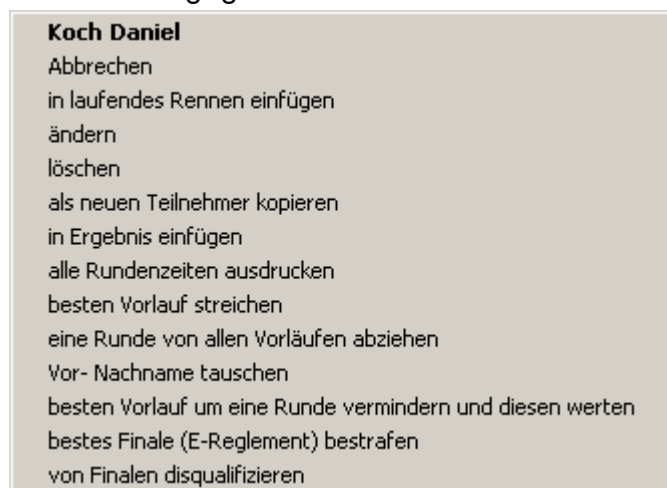 Koch Daniel
Abbrechen
in laufendes Rennen einfügen
ändern
löschen
als neuen Teilnehmer kopieren
in Ergebnis einfügen
alle Rundenzeiten ausdrucken
besten Vorlauf streichen
eine Runde von allen Vorläufen abziehen
Vor- Nachname tauschen
besten Vorlauf um eine Runde vermindern und diesen werten
bestes Finale (E-Reglement) bestrafen
von Finalen disqualifizieren